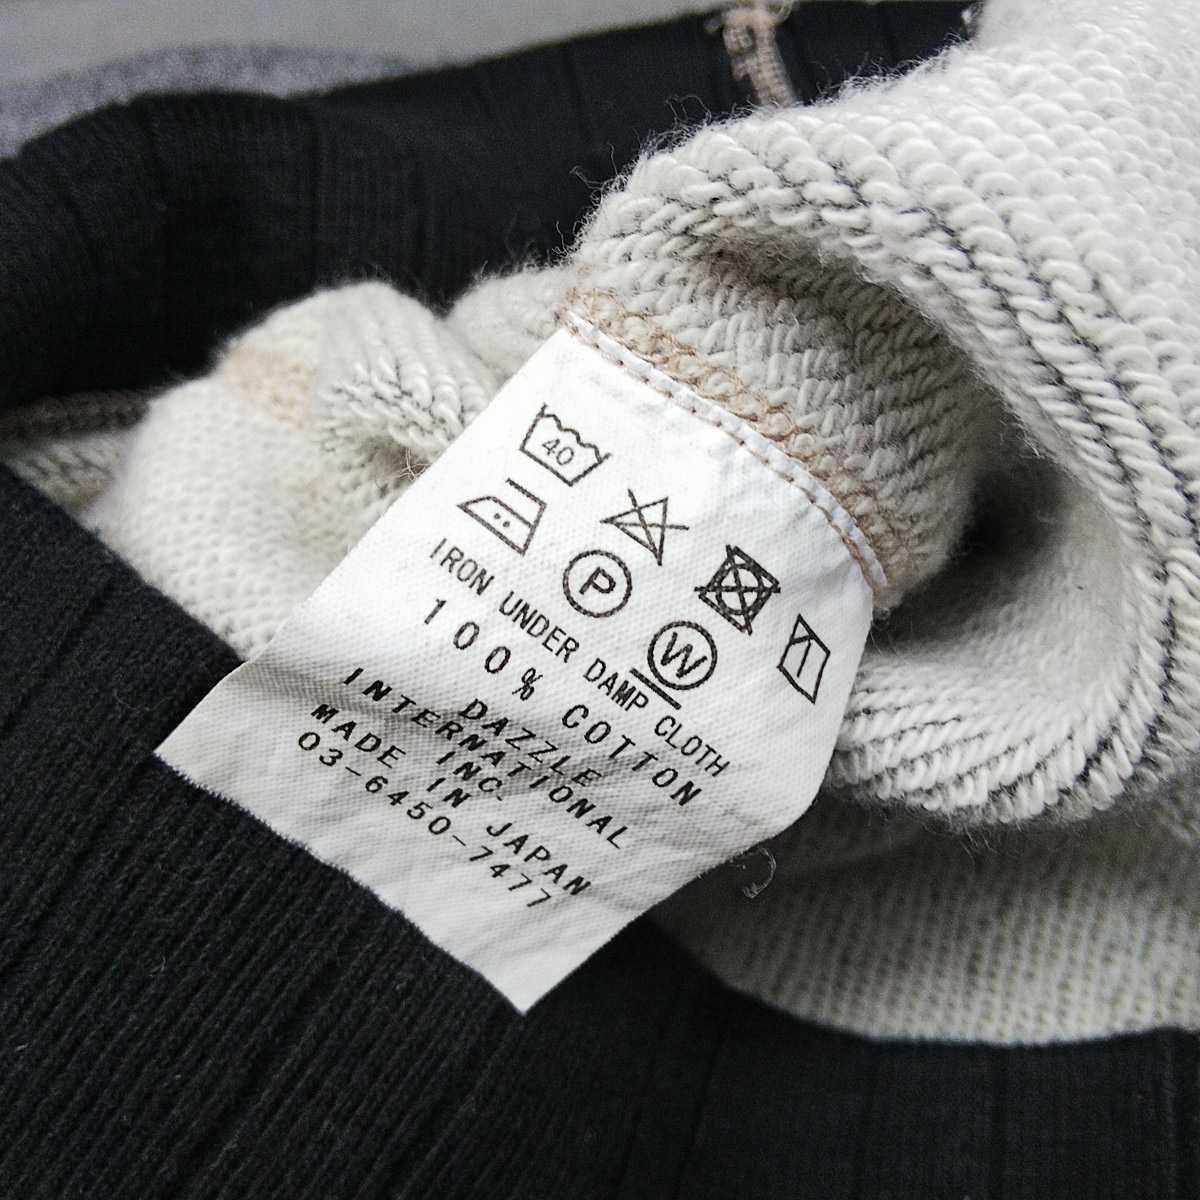 40
P
W
IRON UNDER DAMP CLOTH
100% COTTON
DAZZLE
INTERNATIONAL
INC.
MADE IN JAPAN
03-6450-7477